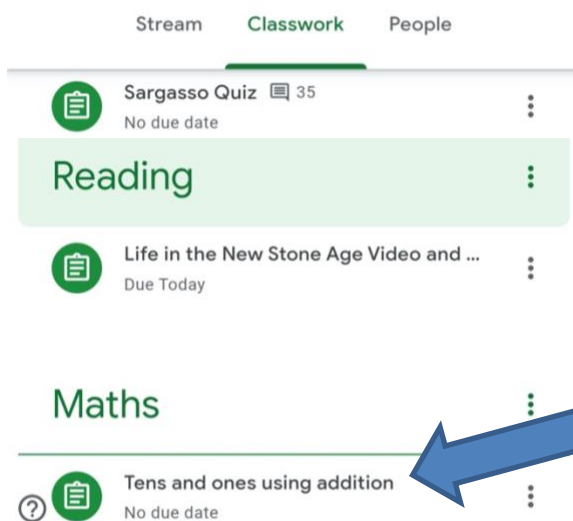 Stream Classwork People
Sargasso Quiz 35
No due date
Reading
Life in the New Stone Age Video and ...
Due Today
Maths
Tens and ones using addition
No due date